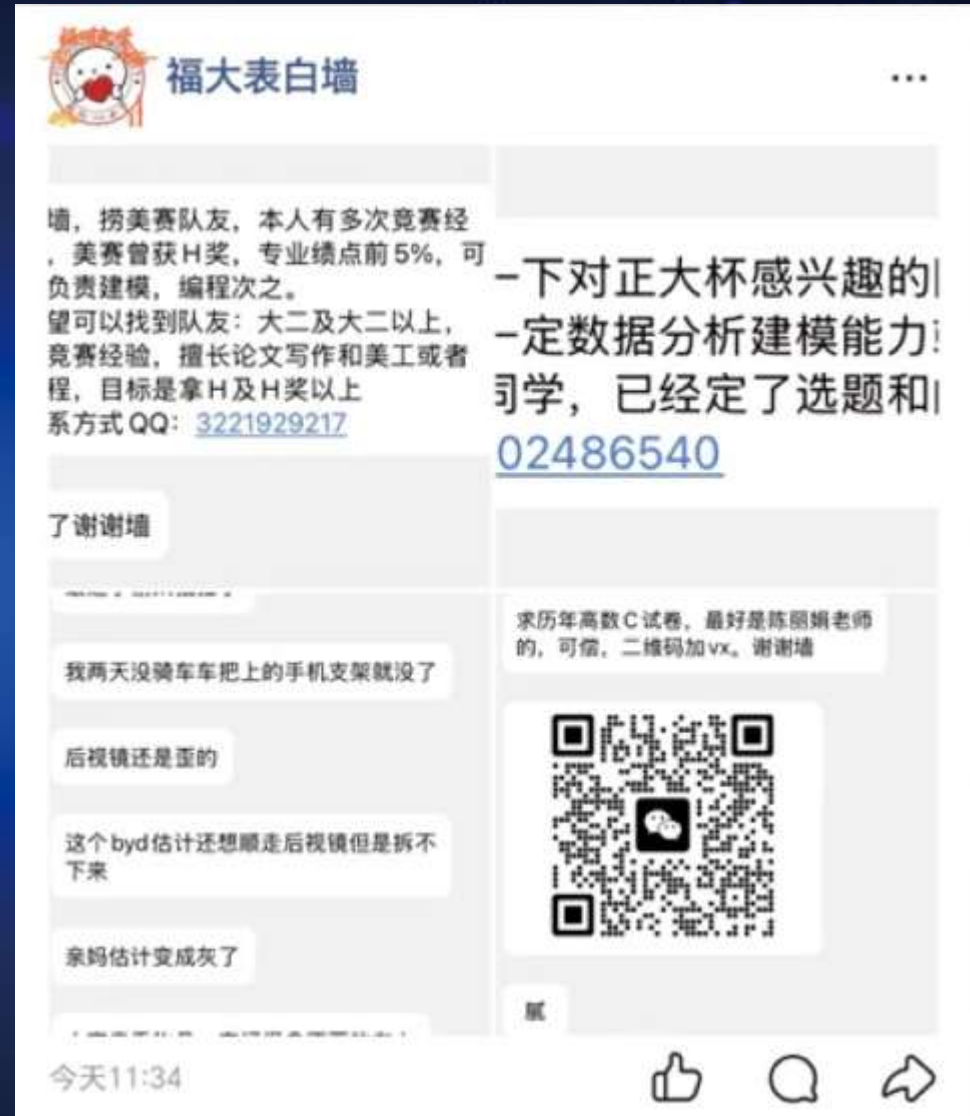 福大表白墙
墙，捞美赛队友，本人有多次竞赛经
，美赛曾获H奖，专业绩点前5%，可
负责建模，编程次之。
望可以找到队友：大二及大二以上，
竞赛经验，擅长论文写作和美工或者
程，目标是拿H及H奖以上
系方式QQ：3221929217
了谢谢墙
一下对正大杯感兴趣的
一定数据分析建模能力
同学，已经定了选题和
02486540
我两天没骑车车把上的手机支架就没了
后视镜还是歪的
这个byd估计还想顺走后视镜但是拆不
下来
亲妈估计变成灰了
求历年高数C试卷，最好是陈丽娟老师
的，可偿，二维码加vx。谢谢墙
腻
今天11:34